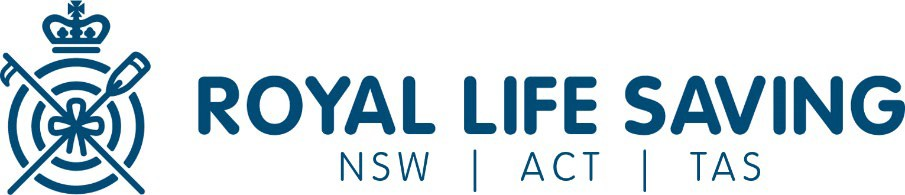 ROYAL LIFE SAVING
NSW | ACT | TAS